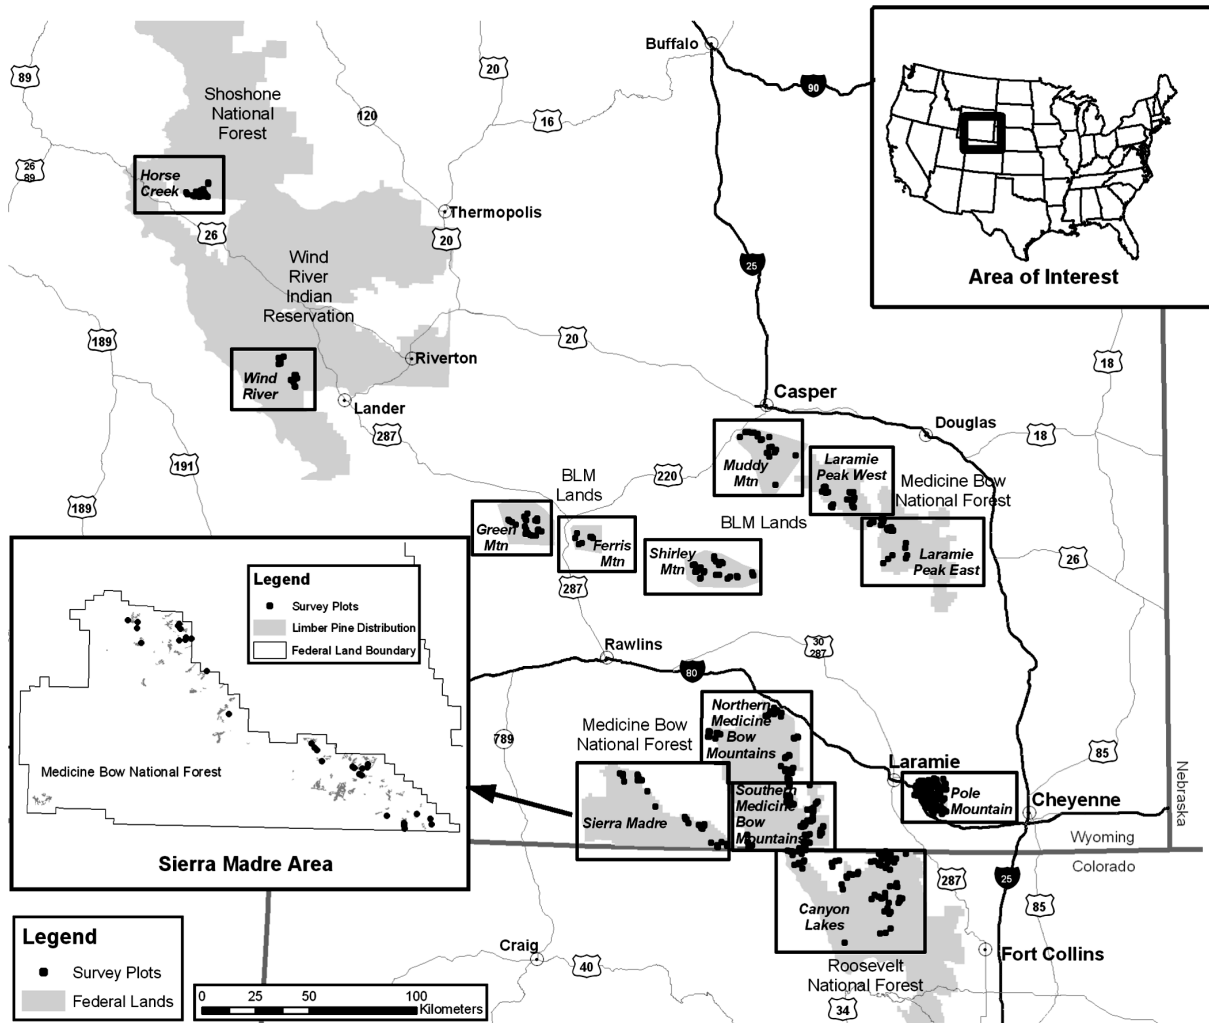 Buffalo
89
20
90
Shoshone
National
Forest
120
16
26
89
Horse
Creek
Thermopolis
26
20
Area of Interest
25
Wind
River
Indian
Reservation
189
20
18
Riverton
Wind
River
Lander
Casper
287
Douglas
18
191
Muddy
Mtn
Laramie
Peak West
Medicine Bow
National Forest
BLM
Lands
220
189
BLM Lands
Green
Mtn
Ferris
Mtn
Shirley
Mtn
Laramie
Peak East
26
287
Legend
Survey Plots
Limber Pine Distribution
Federal Land Boundary
Rawlins
30
287
80
Northern
Medicine
Bow
Mountains
Medicine Bow
National Forest
789
85
Medicine Bow National Forest
Laramie
Nebraska
Southern
Medicine
Bow
Mountains
Pole
Mountain
Cheyenne
Sierra Madre
Wyoming
Colorado
Sierra Madre Area
287
25
85
Canyon
Lakes
Legend
Survey Plots
Federal Lands
Craig
40
Fort Collins
Roosevelt
National Forest
0 25 50 100
Kilometers
34